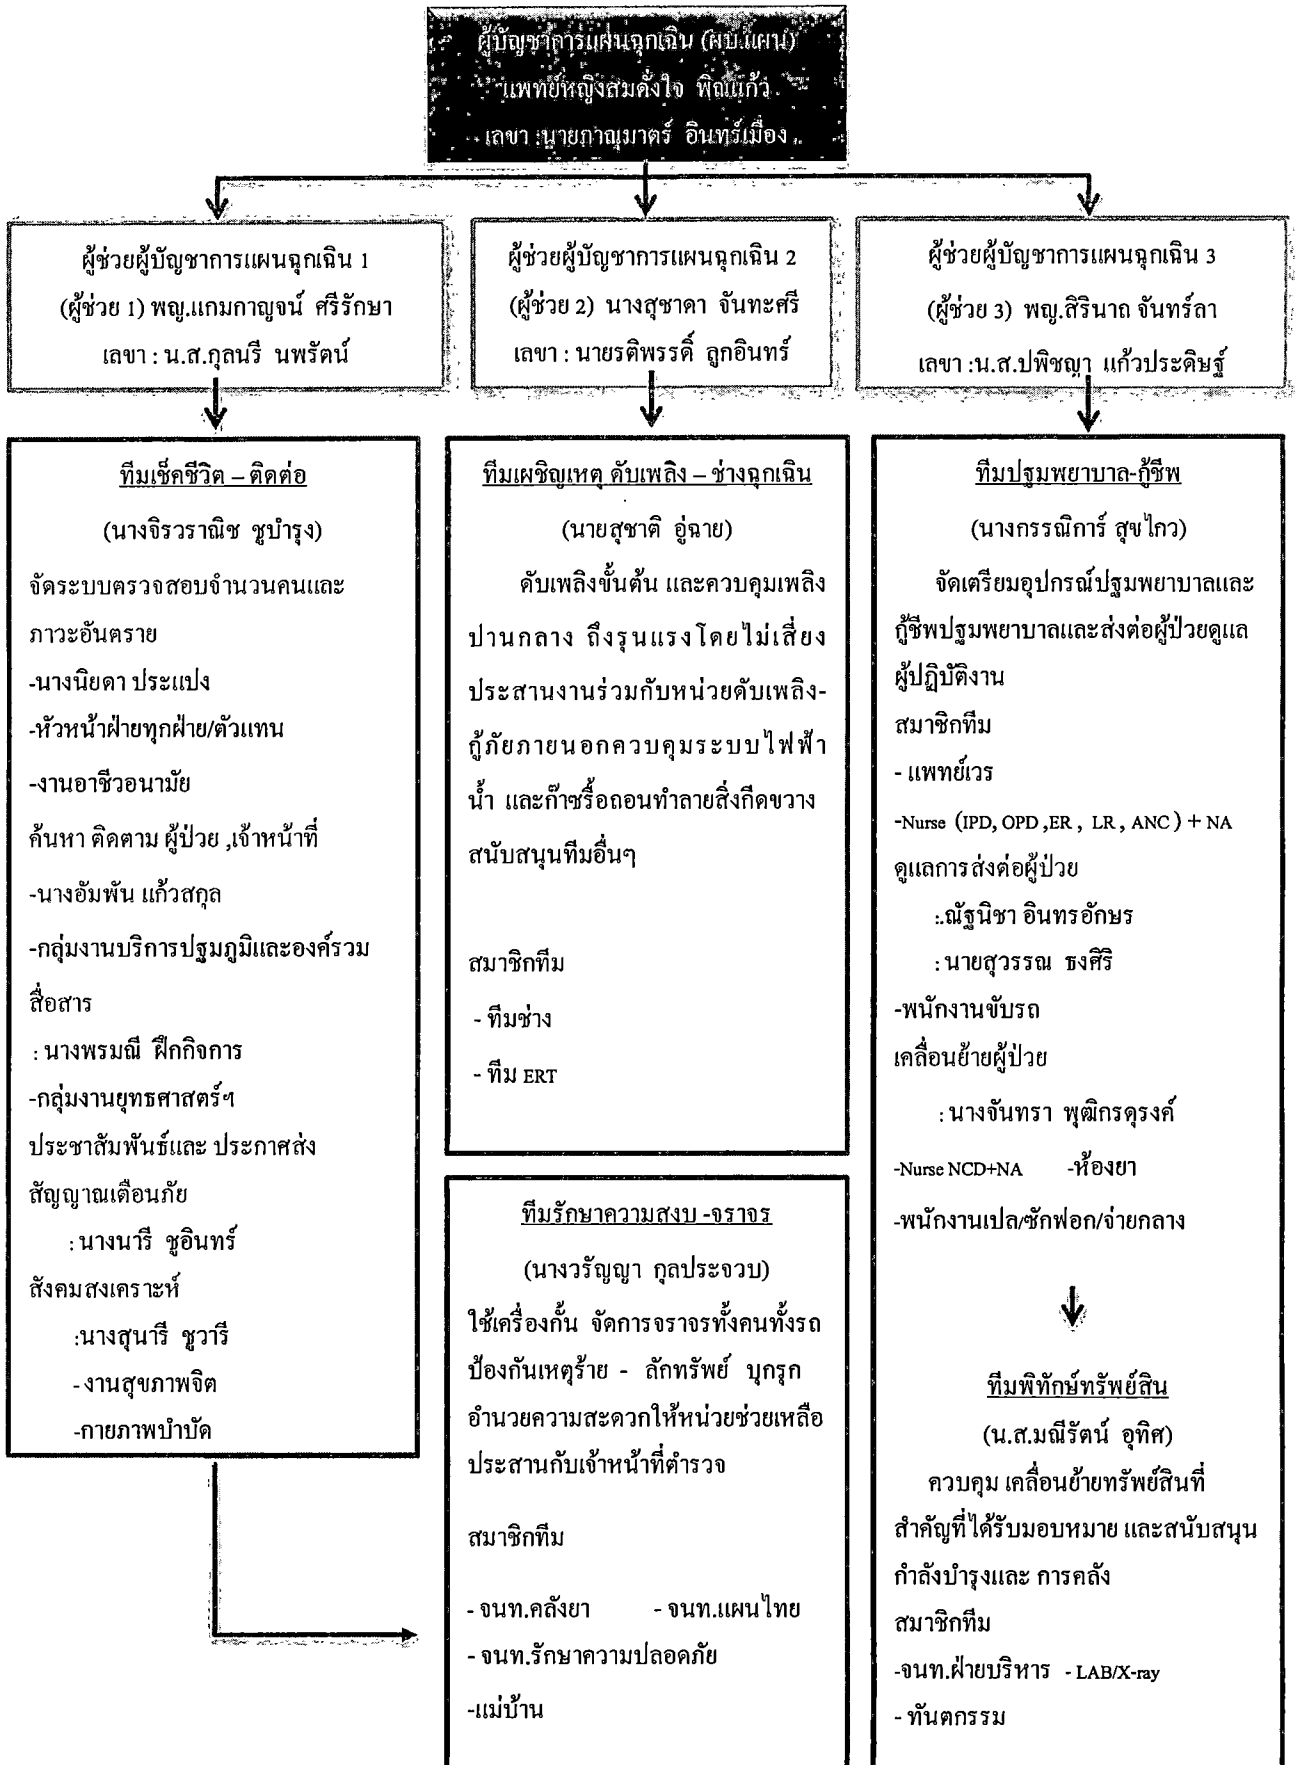 ผู้บัญชาการแผนฉุกเฉิน (ผบ.แผน)
แพทย์หญิงสมดั่งใจ พิณแก้ว
เลขา :นายภาณุมาตร์ อินทร์เมือง
ผู้ช่วยผู้บัญชาการแผนฉุกเฉิน 1
(ผู้ช่วย 1) พญ.แกมกาญจน์ ศรีรักษา
เลขา : น.ส.กุลนรี นพรัตน์
ผู้ช่วยผู้บัญชาการแผนฉุกเฉิน 2
(ผู้ช่วย 2) นางสุชาดา จันทะศรี
เลขา : นายรติพรรดิ์ ลูกอินทร์
ผู้ช่วยผู้บัญชาการแผนฉุกเฉิน 3
(ผู้ช่วย 3) พญ.สิรินาถ จันทร์ลา
เลขา :น.ส.ปพิชญา แก้วประดิษฐ์
ทีมเช็คชีวิต – ติดต่อ
(นางจิรวราณิช ชูบำรุง)
จัดระบบตรวจสอบจำนวนคนและ
ภาวะอันตราย
-นางนิยดา ประแปง
-หัวหน้าฝ่ายทุกฝ่าย/ตัวแทน
-งานอาชีวอนามัย
ค้นหา ติดตาม ผู้ป่วย ,เจ้าหน้าที่
-นางอัมพัน แก้วสกุล
-กลุ่มงานบริการปฐมภูมิและองค์รวม
สื่อสาร
: นางพรมณี ฝึกกิจการ
-กลุ่มงานยุทธศาสตร์ฯ
ประชาสัมพันธ์และ ประกาศส่ง
สัญญาณเตือนภัย
: นางนารี ชูอินทร์
สังคมสงเคราะห์
:นางสุนารี ชูวารี
- งานสุขภาพจิต
-กายภาพบำบัด
ทีมเผชิญเหตุ ดับเพลิง – ช่างฉุกเฉิน
(นายสุชาติ อู่ฉาย)
ดับเพลิงขั้นต้น และควบคุมเพลิง
ปานกลาง ถึงรุนแรงโดยไม่เสี่ยง
ประสานงานร่วมกับหน่วยดับเพลิง-
กู้ภัยภายนอกควบคุมระบบไฟฟ้า
น้ำ และก๊าซรื้อถอนทำลายสิ่งกีดขวาง
สนับสนุนทีมอื่นๆ
สมาชิกทีม
- ทีมช่าง
- ทีม ERT
ทีมรักษาความสงบ -จราจร
(นางวรัญญา กุลประจวบ)
ใช้เครื่องกั้น จัดการจราจรทั้งคนทั้งรถ
ป้องกันเหตุร้าย - ลักทรัพย์ บุกรุก
อำนวยความสะดวกให้หน่วยช่วยเหลือ
ประสานกับเจ้าหน้าที่ตำรวจ
สมาชิกทีม
- จนท.คลังยา - จนท.แผนไทย
- จนท.รักษาความปลอดภัย
-แม่บ้าน
ทีมปฐมพยาบาล-กู้ชีพ
(นางกรรณิการ์ สุขไกว)
จัดเตรียมอุปกรณ์ปฐมพยาบาลและ
กู้ชีพปฐมพยาบาลและส่งต่อผู้ป่วยดูแล
ผู้ปฏิบัติงาน
สมาชิกทีม
- แพทย์เวร
-Nurse (IPD, OPD ,ER , LR , ANC ) + NA
ดูแลการส่งต่อผู้ป่วย
:.ณัฐนิชา อินทรอักษร
: นายสุวรรณ ธงศิริ
-พนักงานขับรถ
เคลื่อนย้ายผู้ป่วย
: นางจันทรา พุฒิกรดุรงค์
-Nurse NCD+NA -ห้องยา
-พนักงานเปล/ซักฟอก/จ่ายกลาง
ทีมพิทักษ์ทรัพย์สิน
(น.ส.มณีรัตน์ อุทิศ)
ควบคุม เคลื่อนย้ายทรัพย์สินที่
สำคัญที่ได้รับมอบหมาย และสนับสนุน
กำลังบำรุงและ การคลัง
สมาชิกทีม
-จนท.ฝ่ายบริหาร - LAB/X-ray
- ทันตกรรม